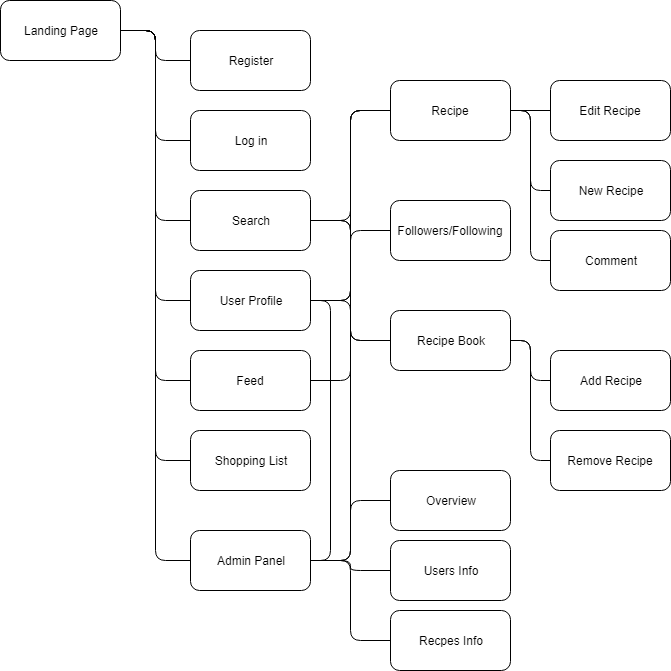 Landing Page
Register
Log in
Search
User Profile
Feed
Shopping List
Admin Panel
Recipe
Followers/Following
Recipe Book
Overview
Users Info
Recpes Info
Edit Recipe
New Recipe
Comment
Add Recipe
Remove Recipe